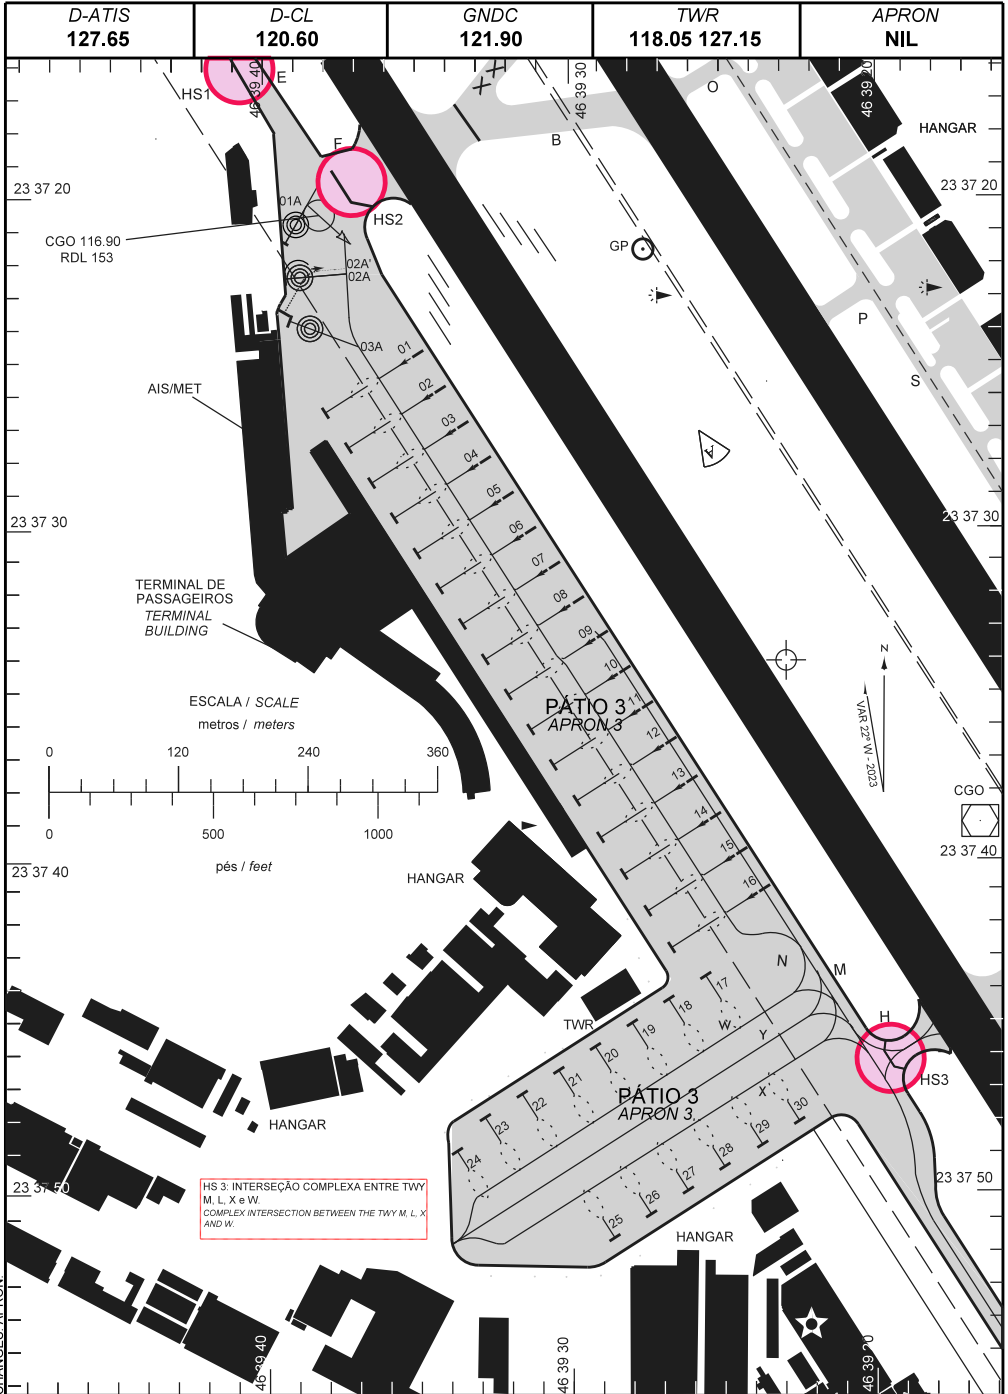 D-ATIS
127.65
D-CL
120.60
GNDC
121.90
TWR
118.05 127.15
APRON
NIL
46 39 40
46 39 30
46 39 20
E
HS1
F
HS2
O
B
HANGAR
23 37 20
23 37 20
01A
CGO 116.90
RDL 153
02A'
02A
03A
GP
P
S
A
AIS/MET
01
02
03
04
05
06
07
08
09
10
11
12
13
14
15
16
23 37 30
23 37 30
TERMINAL DE
PASSAGEIROS
TERMINAL
BUILDING
ESCALA / SCALE
metros / meters
0
120
240
360
0
500
1000
pés / feet
PÁTIO 3
APRON 3
N
VAR 22° W - 2023
CGO
23 37 40
23 37 40
HANGAR
N
M
H
HS3
TWR
17
18
19
20
21
22
23
24
W
Y
X
PÁTIO 3
APRON 3
25
26
27
28
29
30
HANGAR
HS 3: INTERSEÇÃO COMPLEXA ENTRE TWY
M, L, X e W.
COMPLEX INTERSECTION BETWEEN THE TWY M, L, X
AND W.
23 37 50
23 37 50
HANGAR
46 39 40
46 39 30
46 39 20